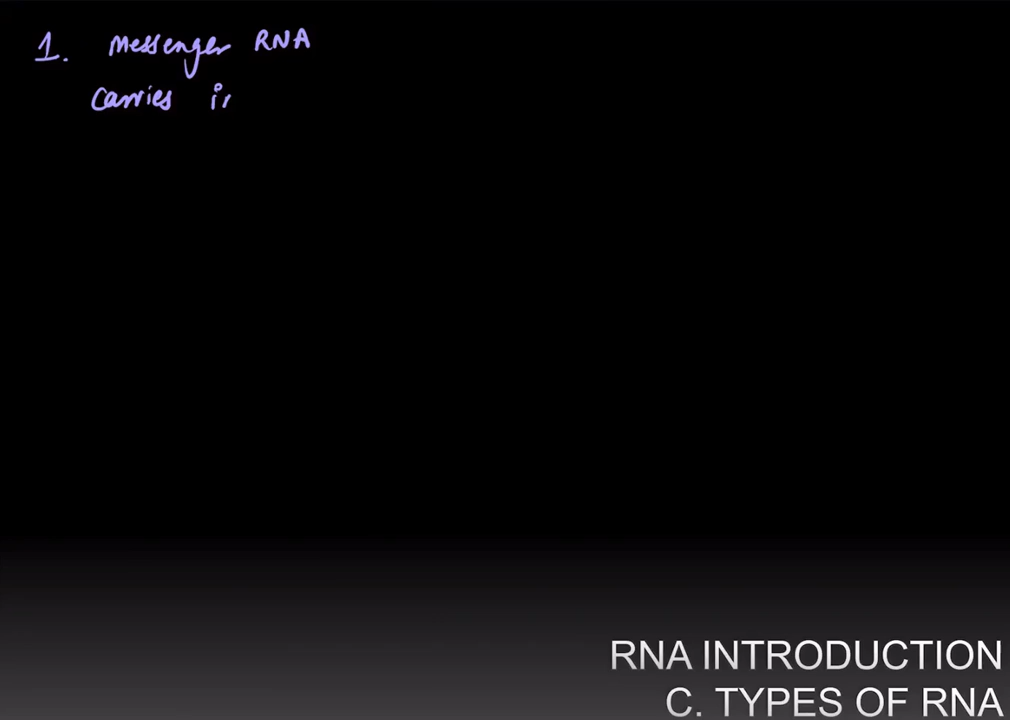 1. Messenger RNA
Carries
RNA INTRODUCTION
C. TYPES OF RNA